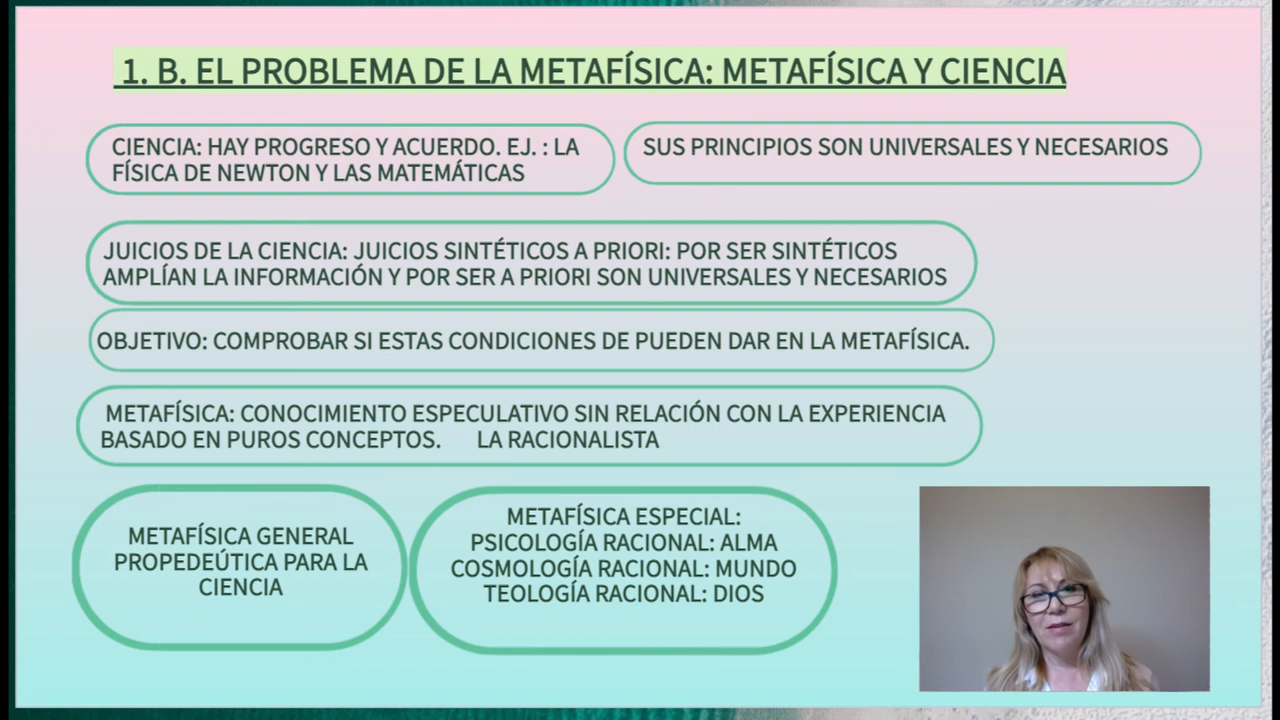 1. B. EL PROBLEMA DE LA METAFÍSICA: METAFÍSICA Y CIENCIA
CIENCIA: HAY PROGRESO Y ACUERDO. EJ. : LA
FÍSICA DE NEWTON Y LAS MATEMÁTICAS
SUS PRINCIPIOS SON UNIVERSALES Y NECESARIOS
JUICIOS DE LA CIENCIA: JUICIOS SINTÉTICOS A PRIORI: POR SER SINTÉTICOS
AMPLÍAN LA INFORMACIÓN Y POR SER A PRIORI SON UNIVERSALES Y NECESARIOS
OBJETIVO: COMPROBAR SI ESTAS CONDICIONES DE PUEDEN DAR EN LA METAFÍSICA.
METAFÍSICA: CONOCIMIENTO ESPECULATIVO SIN RELACIÓN CON LA EXPERIENCIA
BASADO EN PUROS CONCEPTOS. LA RACIONALISTA
METAFÍSICA GENERAL
PROPEDEÚTICA PARA LA
CIENCIA
METAFÍSICA ESPECIAL:
PSICOLOGÍA RACIONAL: ALMA
COSMOLOGÍA RACIONAL: MUNDO
TEOLOGÍA RACIONAL: DIOS